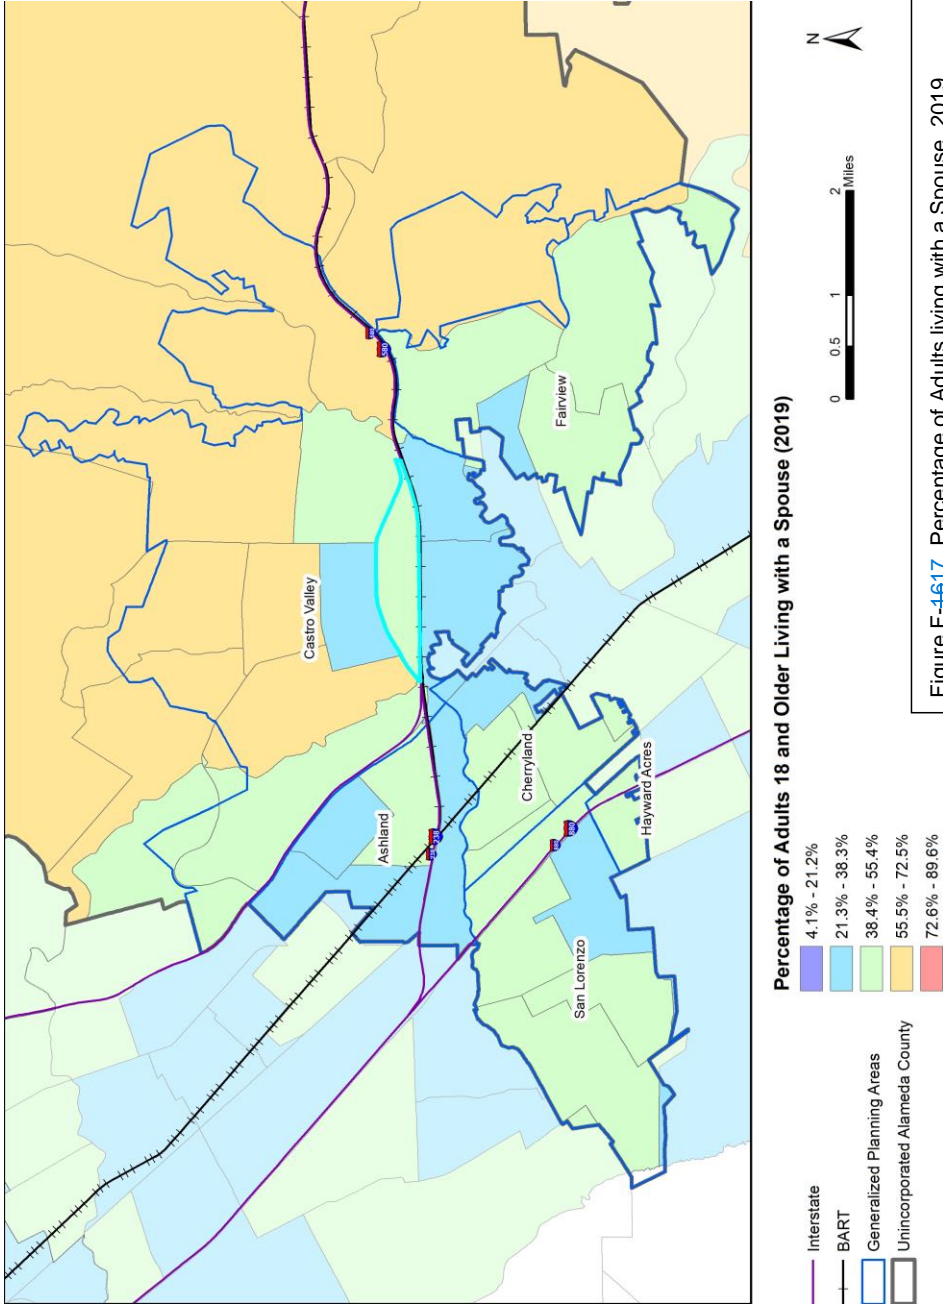 Castro Valley
Ashland
Cherryland
Fairview
Hayward Acres
San Lorenzo
580
238
880
N
Percentage of Adults 18 and Older Living with a Spouse (2019)
0 0.5 1 2
Miles
Interstate
BART
Generalized Planning Areas
Unincorporated Alameda County
4.1% - 21.2%
21.3% - 38.3%
38.4% - 55.4%
55.5% - 72.5%
72.6% - 89.6%
Figure F-1617 Percentage of Adults living with a Spouse, 2019